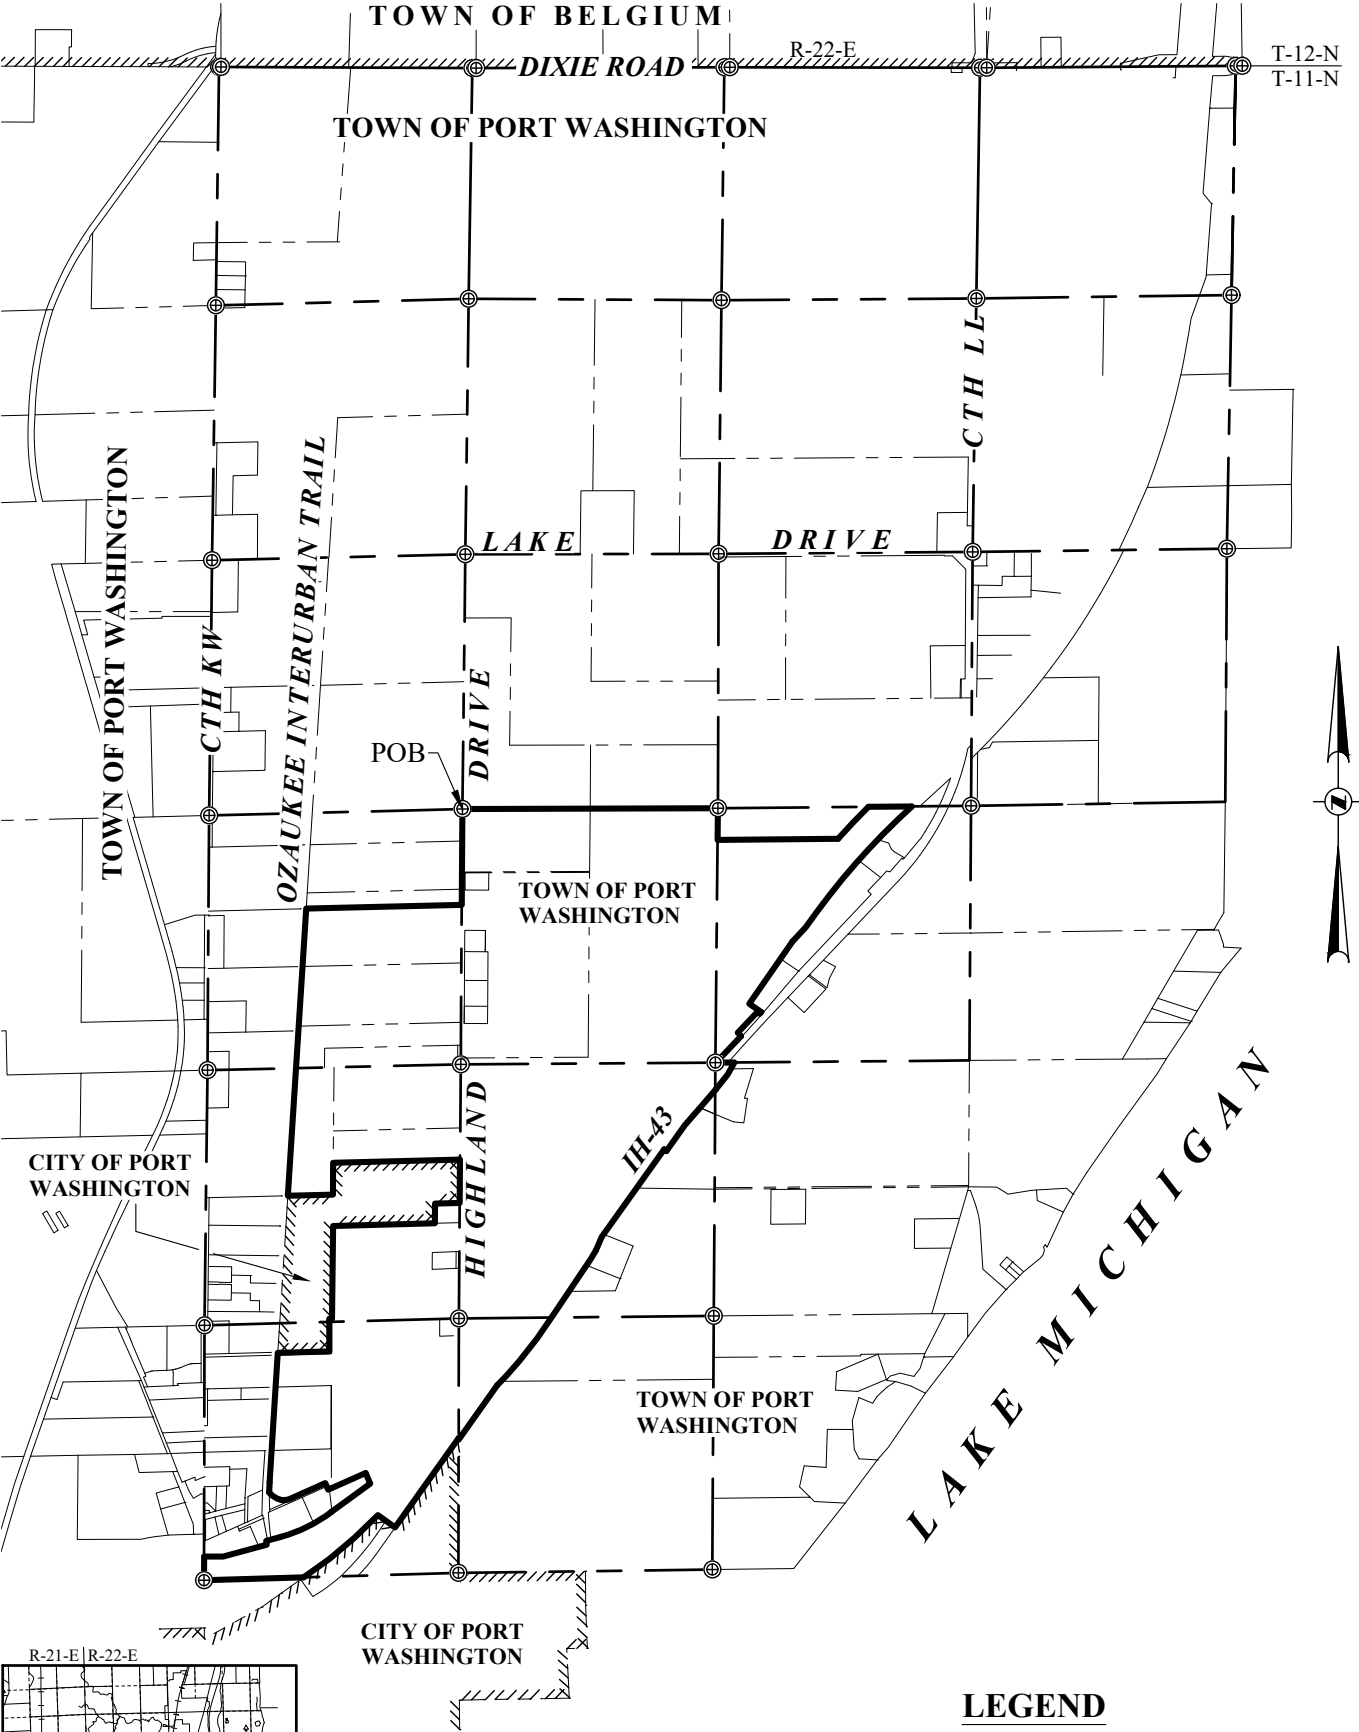 TOWN OF BELGIUM
R-22-E
T-12-N
DIXIE ROAD
T-11-N
TOWN OF PORT WASHINGTON
CTH LL
TOWN OF PORT WASHINGTON
OZAUKEE INTERURBAN TRAIL
LAKE DRIVE
CTH KW
DRIVE
POB
N
TOWN OF PORT
WASHINGTON
HIGHLAND
IH-43
CITY OF PORT
WASHINGTON
LAKE MICHIGAN
TOWN OF PORT
WASHINGTON
CITY OF PORT
WASHINGTON
R-21-E R-22-E
LEGEND